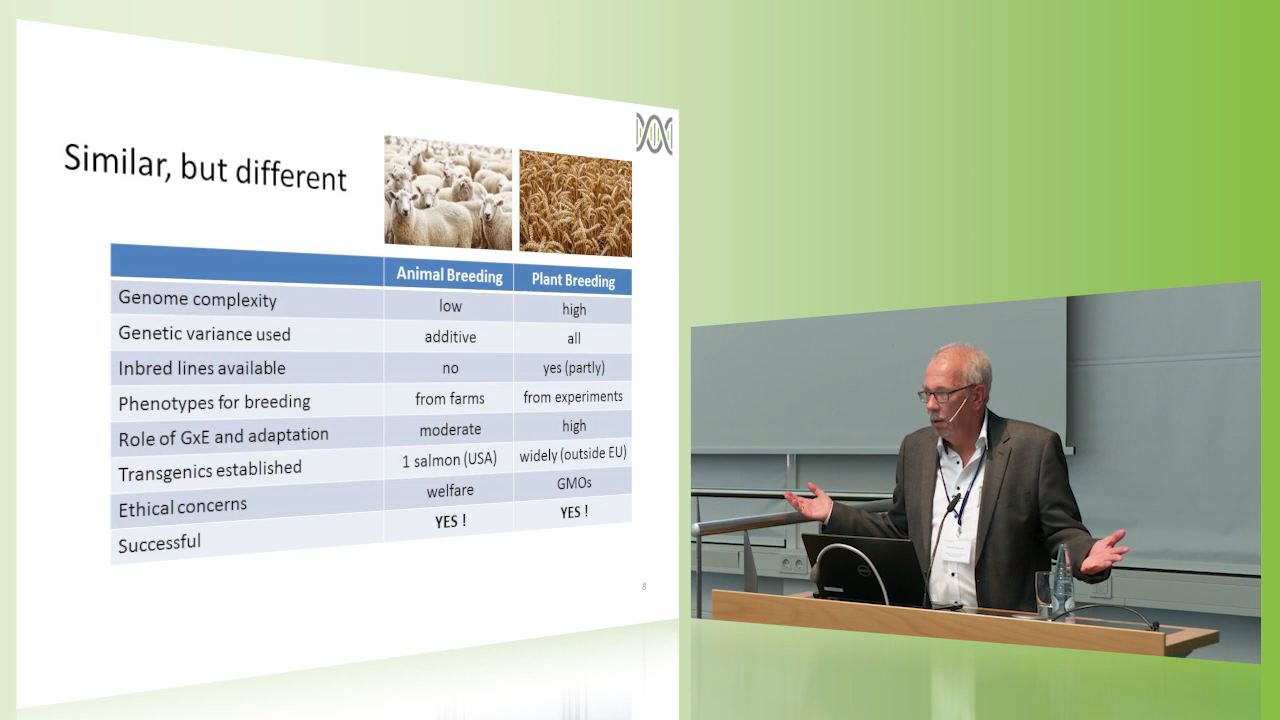 Similar, but different
Animal Breeding Plant Breeding
Genome complexity low high
Genetic variance used additive all
Inbred lines available no yes (partly)
Phenotypes for breeding from farms from experiments
Role of GxE and adaptation moderate high
Transgenics established 1 salmon (USA) widely (outside EU)
Ethical concerns welfare GMOs
Successful YES ! YES !
8